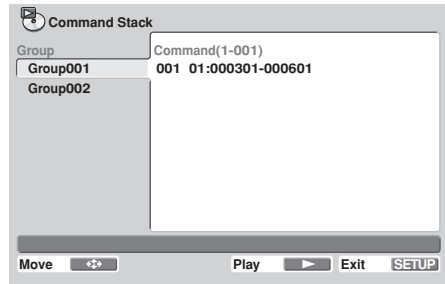 Command Stack
Group
Command(1-001)
Group001
001 01:000301-000601
Group002
Move Play Exit SETUP